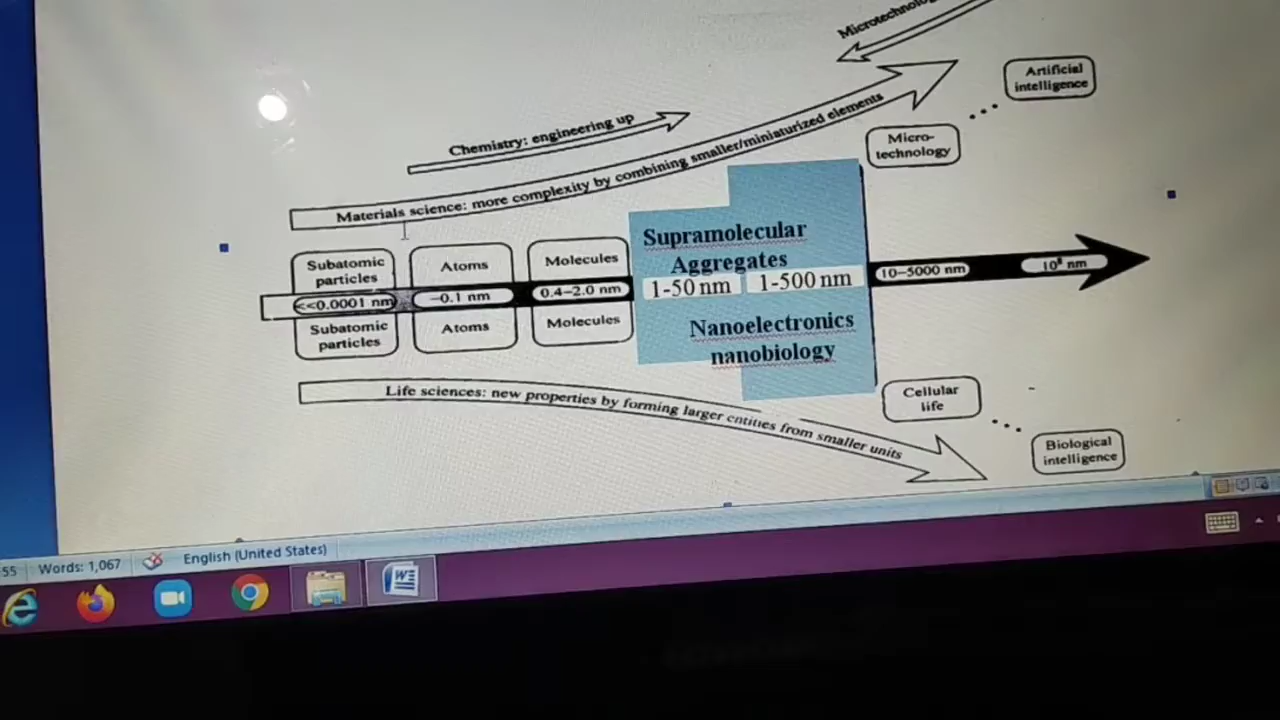 Artificial
intelligence
Chemistry: engineering up
Materials science: more complexity by combining smaller/miniaturized elements
Micro-
technology
Supramolecular
Aggregates
Subatomic
particles
Atoms
Molecules
<<0.0001 nm
~0.1 nm
0.4–2.0 nm
1-50 nm
1-500 nm
10–5000 nm
10⁸ nm
Subatomic
particles
Atoms
Molecules
Nanoelectronics
nanobiology
Life sciences: new properties by forming larger entities from smaller units
Cellular
life
Biological
intelligence
55 Words: 1,067 English (United States)